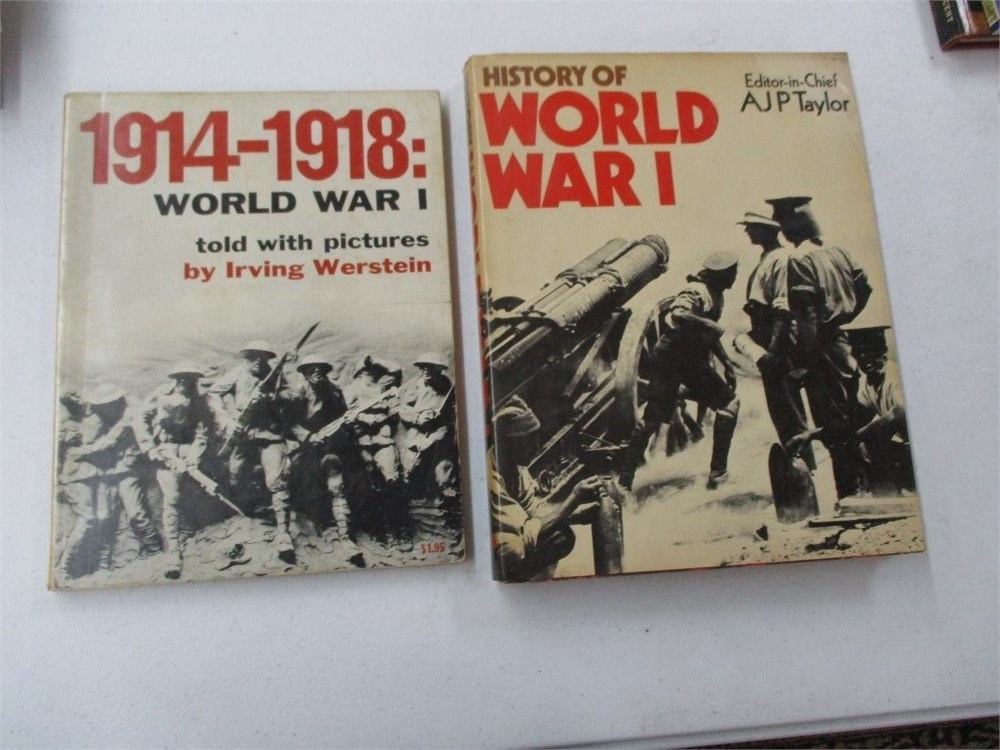 1914-1918:
WORLD WAR I
told with pictures
by Irving Werstein
$1.95
HISTORY OF
WORLD
WAR I
Editor-in-Chief
AJP Taylor